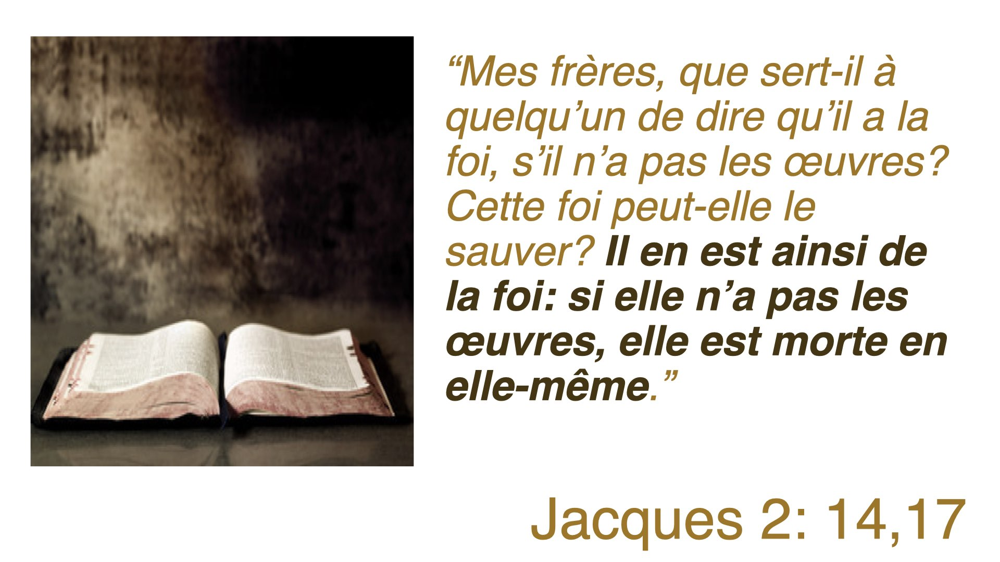 “Mes frères, que sert-il à
quelqu’un de dire qu’il a la
foi, s’il n’a pas les œuvres?
Cette foi peut-elle le
sauver? Il en est ainsi de
la foi: si elle n’a pas les
œuvres, elle est morte en
elle-même.”
Jacques 2: 14,17